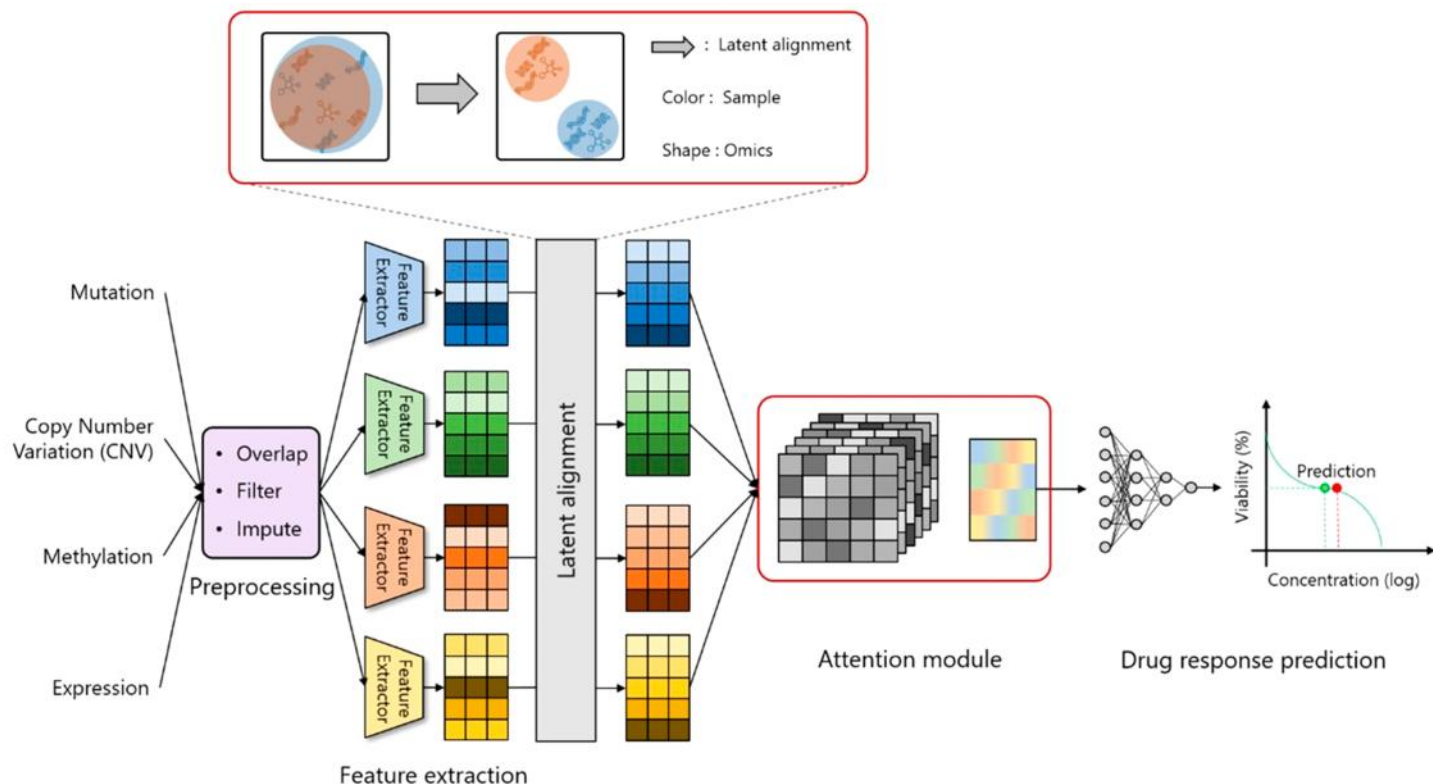 : Latent alignment
Color : Sample
Shape : Omics
Mutation
Copy Number
Variation (CNV)
Methylation
Expression
• Overlap
• Filter
• Impute
Preprocessing
Feature
Extractor
Feature
Extractor
Feature
Extractor
Feature
Extractor
Feature extraction
Latent alignment
Attention module
Viability (%)
Prediction
Concentration (log)
Drug response prediction